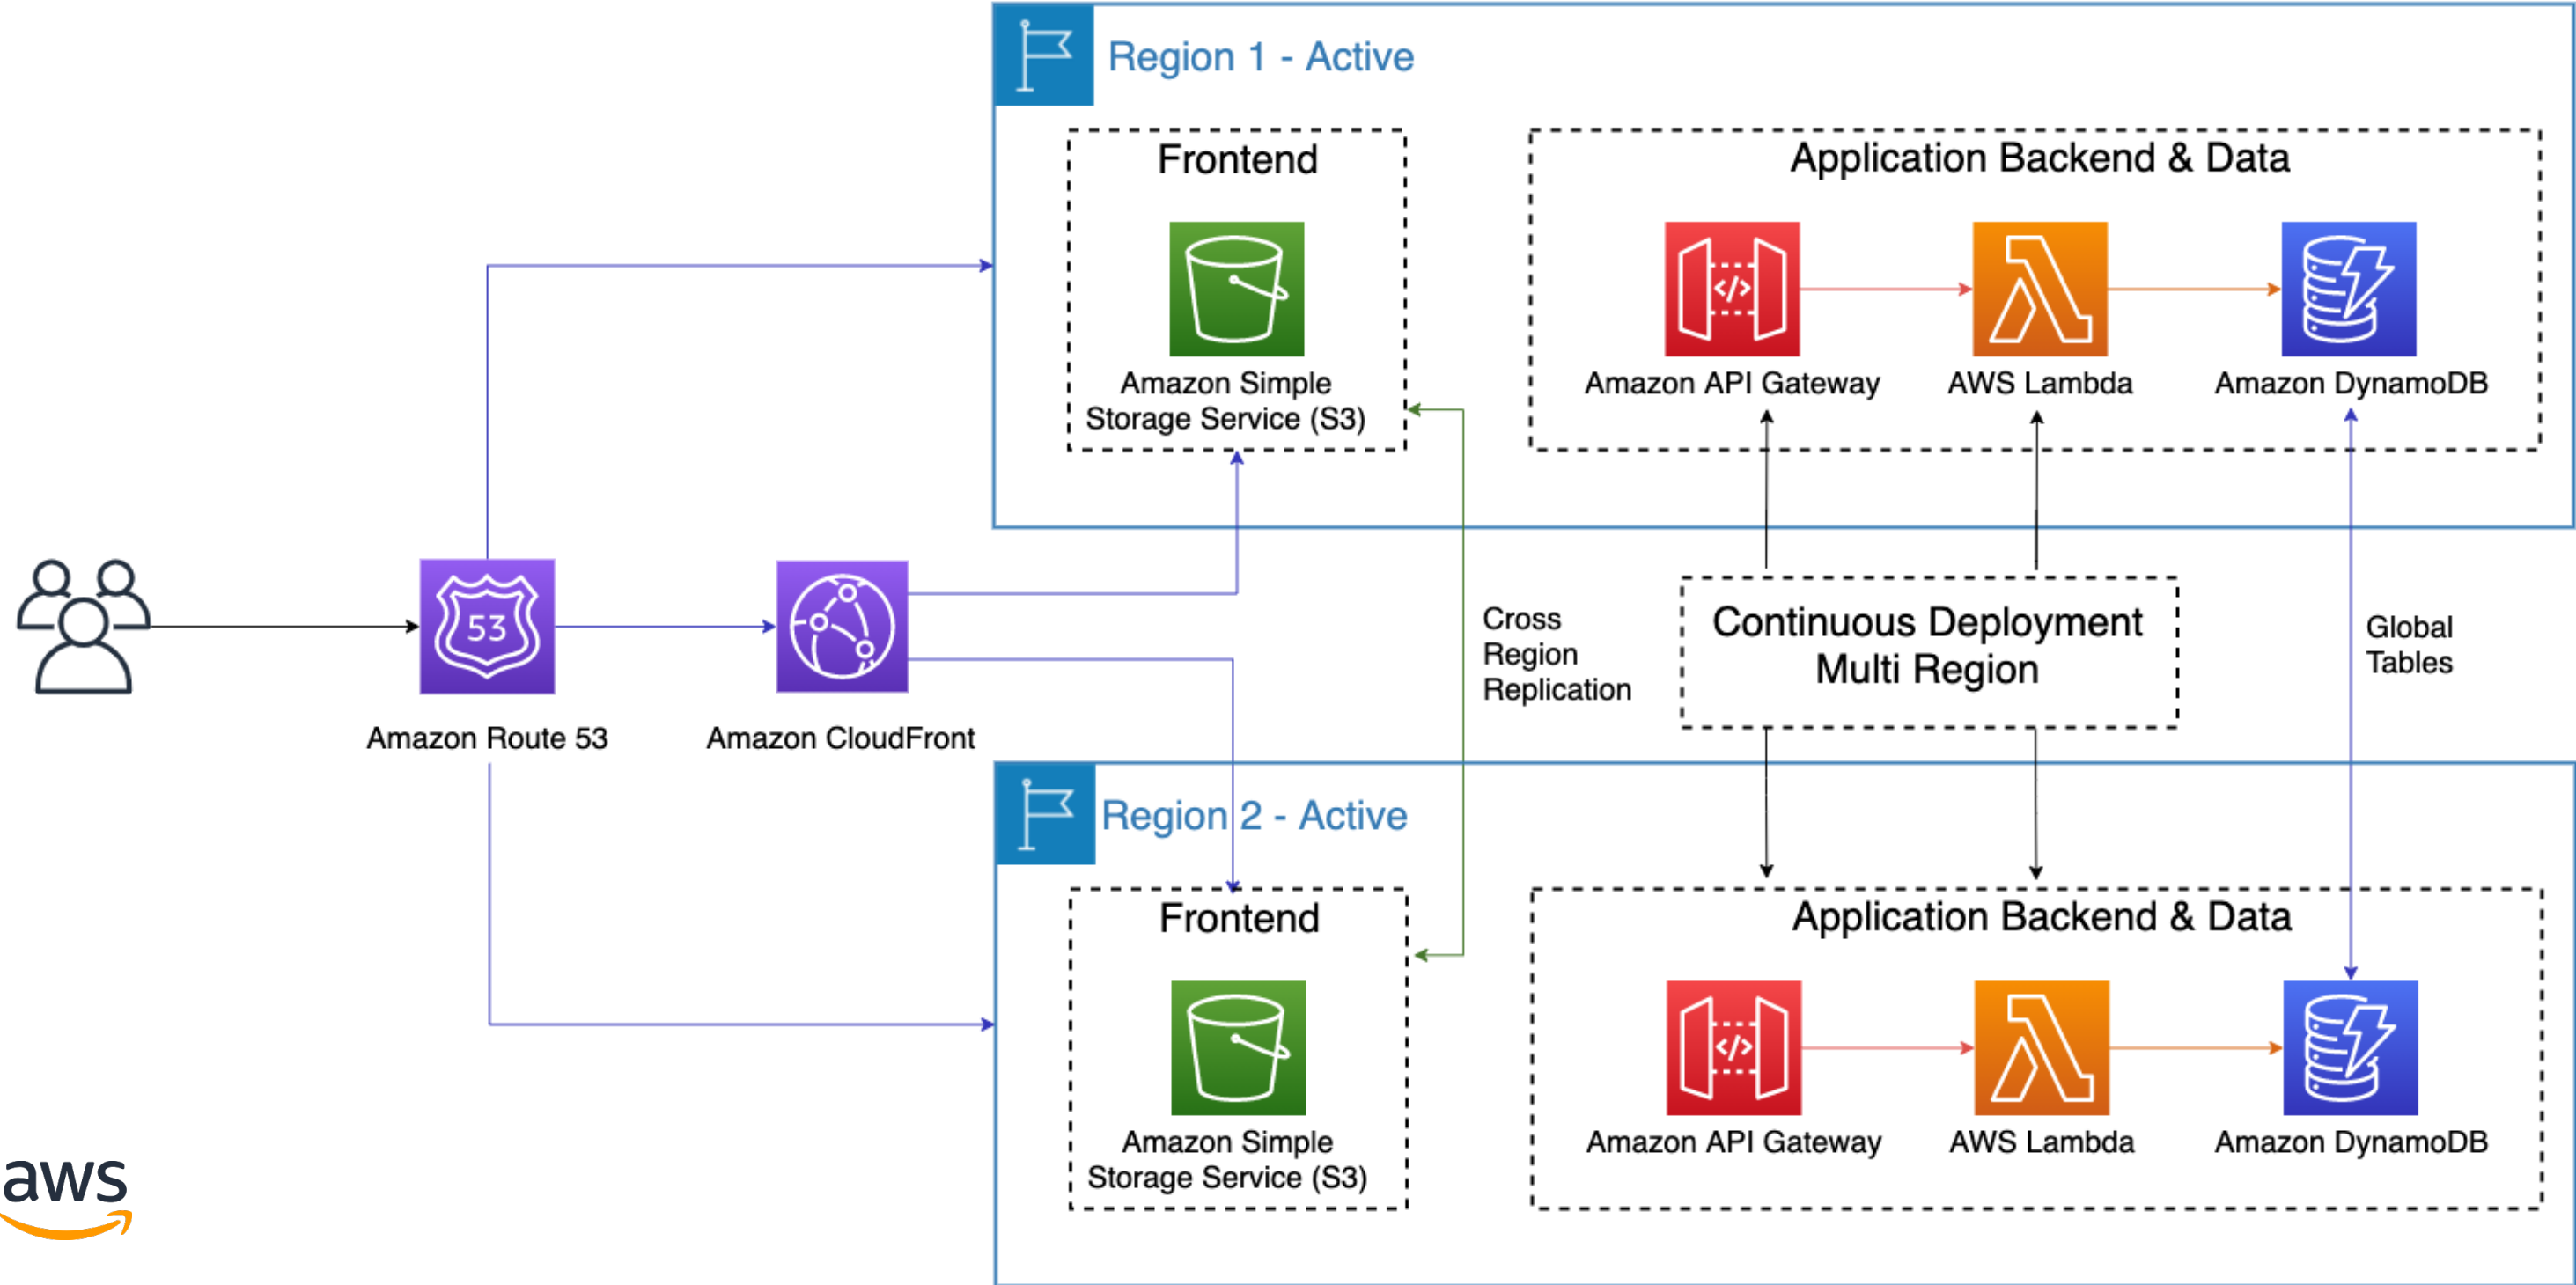 Region 1 - Active
Frontend
Amazon Simple
Storage Service (S3)
Application Backend & Data
</>
Amazon API Gateway
AWS Lambda
Amazon DynamoDB
53
Amazon Route 53
Amazon CloudFront
Cross
Region
Replication
Continuous Deployment
Multi Region
Global
Tables
Region 2 - Active
Frontend
Amazon Simple
Storage Service (S3)
Application Backend & Data
</>
Amazon API Gateway
AWS Lambda
Amazon DynamoDB
aws